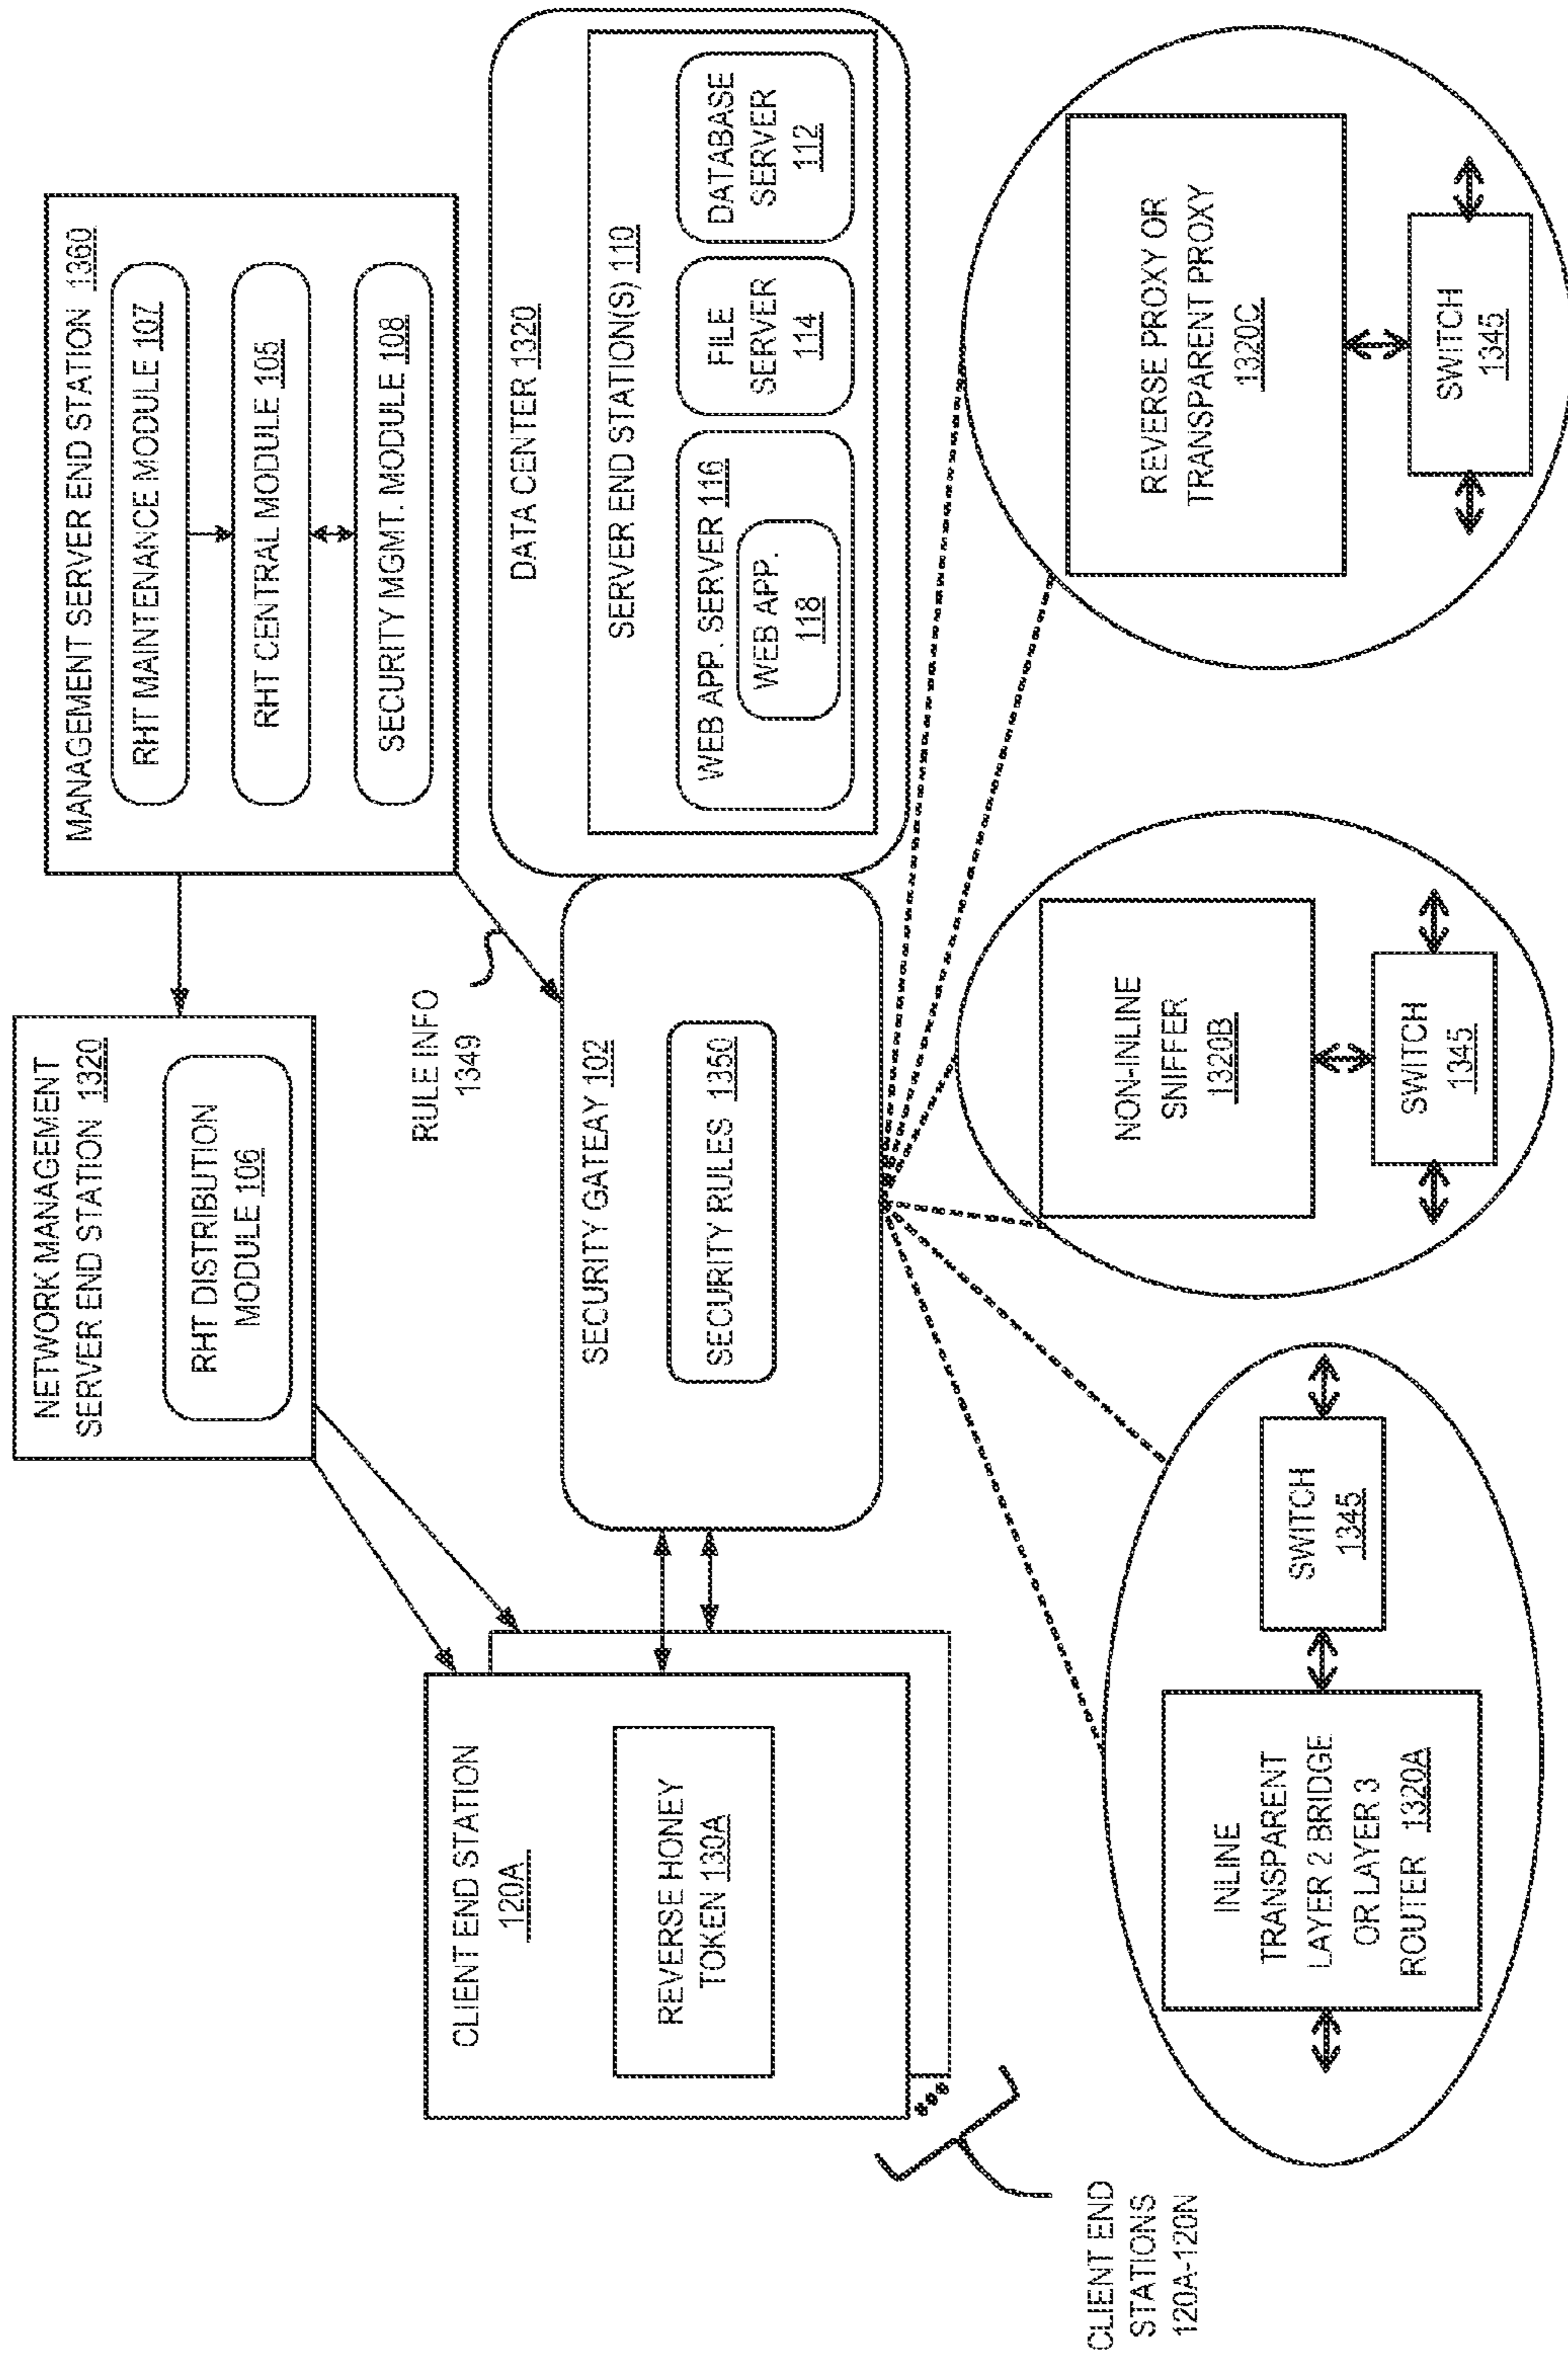 NETWORK MANAGEMENT
SERVER END STATION 1320
RHT DISTRIBUTION
MODULE 106
MANAGEMENT SERVER END STATION 1360
RHT MAINTENANCE MODULE 107
RHT CENTRAL MODULE 105
SECURITY MGMT. MODULE 108
RULE INFO
1349
CLIENT END STATION
120A
REVERSE HONEY
TOKEN 130A
CLIENT END
STATIONS
120A-120N
SECURITY GATEAY 102
SECURITY RULES 1350
DATA CENTER 1320
SERVER END STATION(S) 110
WEB APP. SERVER 116
WEB APP.
118
FILE
SERVER
114
DATABASE
SERVER
112
INLINE
TRANSPARENT
LAYER 2 BRIDGE
OR LAYER 3
ROUTER 1320A
SWITCH
1345
NON-INLINE
SNIFFER
1320B
SWITCH
1345
REVERSE PROXY OR
TRANSPARENT PROXY
1320C
SWITCH
1345